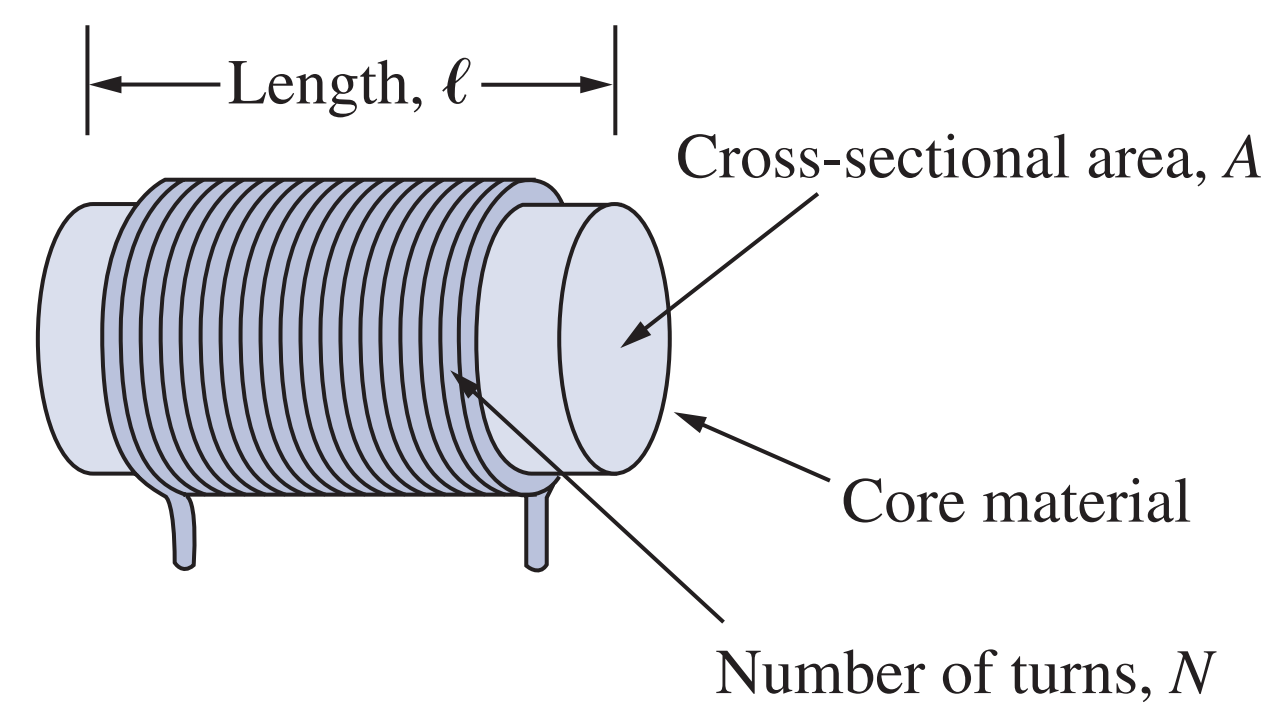 Length, ℓ
Cross-sectional area, A
Core material
Number of turns, N